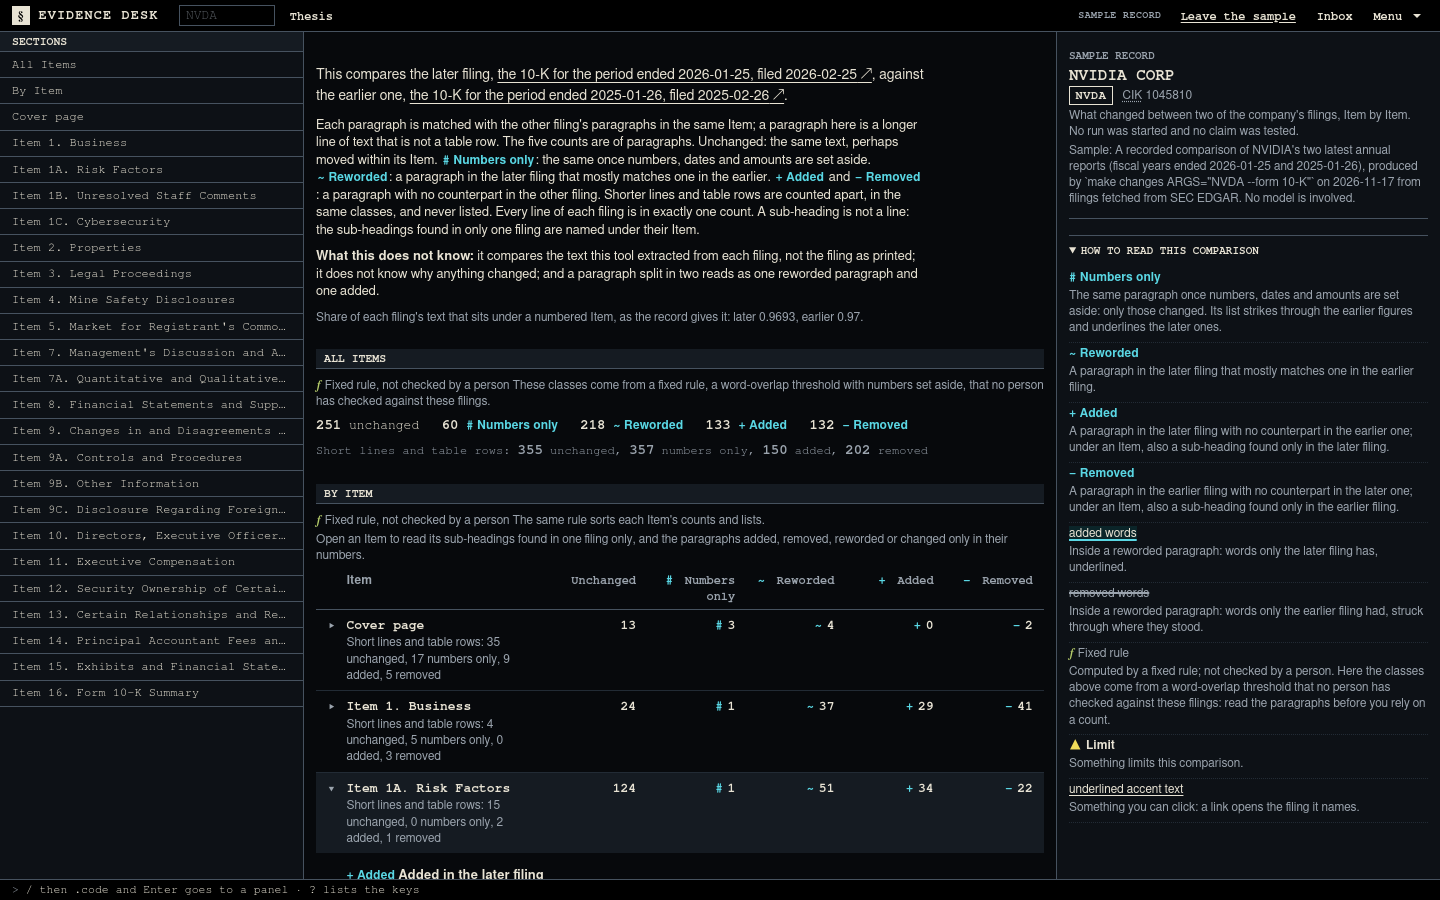 § EVIDENCE DESK NVDA Thesis SAMPLE RECORD Leave the sample Inbox Menu
SECTIONS
All Items
By Item
Cover page
Item 1. Business
Item 1A. Risk Factors
Item 1B. Unresolved Staff Comments
Item 1C. Cybersecurity
Item 2. Properties
Item 3. Legal Proceedings
Item 4. Mine Safety Disclosures
Item 5. Market for Registrant's Commo…
Item 7. Management's Discussion and A…
Item 7A. Quantitative and Qualitative…
Item 8. Financial Statements and Supp…
Item 9. Changes in and Disagreements …
Item 9A. Controls and Procedures
Item 9B. Other Information
Item 9C. Disclosure Regarding Foreign…
Item 10. Directors, Executive Officer…
Item 11. Executive Compensation
Item 12. Security Ownership of Certai…
Item 13. Certain Relationships and Re…
Item 14. Principal Accountant Fees an…
Item 15. Exhibits and Financial State…
Item 16. Form 10-K Summary
This compares the later filing, the 10-K for the period ended 2026-01-25, filed 2026-02-25 ↗, against
the earlier one, the 10-K for the period ended 2025-01-26, filed 2025-02-26 ↗.
Each paragraph is matched with the other filing's paragraphs in the same Item; a paragraph here is a longer
line of text that is not a table row. The five counts are of paragraphs. Unchanged: the same text, perhaps
moved within its Item. # Numbers only: the same once numbers, dates and amounts are set aside.
~ Reworded: a paragraph in the later filing that mostly matches one in the earlier. + Added and − Removed
: a paragraph with no counterpart in the other filing. Shorter lines and table rows are counted apart, in the
same classes, and never listed. Every line of each filing is in exactly one count. A sub-heading is not a line:
the sub-headings found in only one filing are named under their Item.
What this does not know: it compares the text this tool extracted from each filing, not the filing as printed;
it does not know why anything changed; and a paragraph split in two reads as one reworded paragraph and
one added.
Share of each filing's text that sits under a numbered Item, as the record gives it: later 0.9693, earlier 0.97.
ALL ITEMS
ƒ Fixed rule, not checked by a person These classes come from a fixed rule, a word-overlap threshold with numbers set aside, that no person
has checked against these filings.
251 unchanged 60 # Numbers only 218 ~ Reworded 133 + Added 132 − Removed
Short lines and table rows: 355 unchanged, 357 numbers only, 150 added, 202 removed
BY ITEM
ƒ Fixed rule, not checked by a person The same rule sorts each Item's counts and lists.
Open an Item to read its sub-headings found in one filing only, and the paragraphs added, removed, reworded or changed only in their
numbers.
Item Unchanged # Numbers ~ Reworded + Added − Removed
only
▸ Cover page 13 # 3 ~ 4 + 0 − 2
Short lines and table rows: 35
unchanged, 17 numbers only, 9
added, 5 removed
▸ Item 1. Business 24 # 1 ~ 37 + 29 − 41
Short lines and table rows: 4
unchanged, 5 numbers only, 0
added, 3 removed
▾ Item 1A. Risk Factors 124 # 1 ~ 51 + 34 − 22
Short lines and table rows: 15
unchanged, 0 numbers only, 2
added, 1 removed
+ Added Added in the later filing
SAMPLE RECORD
NVIDIA CORP
NVDA CIK 1045810
What changed between two of the company's filings, Item by Item.
No run was started and no claim was tested.
Sample: A recorded comparison of NVIDIA's two latest annual
reports (fiscal years ended 2026-01-25 and 2025-01-26), produced
by `make changes ARGS="NVDA --form 10-K"` on 2026-11-17 from
filings fetched from SEC EDGAR. No model is involved.
▼ HOW TO READ THIS COMPARISON
# Numbers only
The same paragraph once numbers, dates and amounts are set
aside: only those changed. Its list strikes through the earlier figures
and underlines the later ones.
~ Reworded
A paragraph in the later filing that mostly matches one in the earlier
filing.
+ Added
A paragraph in the later filing with no counterpart in the earlier one;
under an Item, also a sub-heading found only in the later filing.
− Removed
A paragraph in the earlier filing with no counterpart in the later one;
under an Item, also a sub-heading found only in the earlier filing.
added words
Inside a reworded paragraph: words only the later filing has,
underlined.
removed words
Inside a reworded paragraph: words only the earlier filing had, struck
through where they stood.
ƒ Fixed rule
Computed by a fixed rule; not checked by a person. Here the classes
above come from a word-overlap threshold that no person has
checked against these filings: read the paragraphs before you rely on
a count.
▲ Limit
Something limits this comparison.
underlined accent text
Something you can click: a link opens the filing it names.
> / then .code and Enter goes to a panel · ? lists the keys